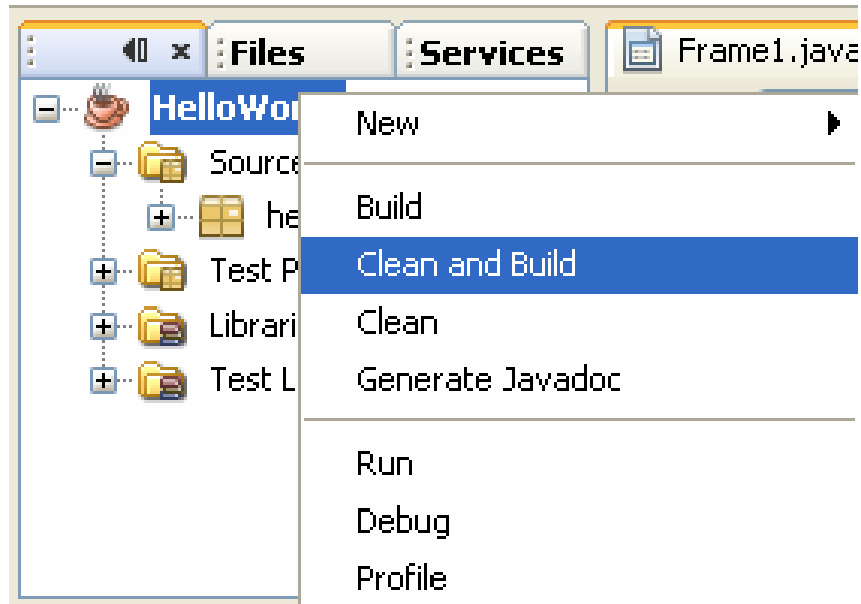 Files
Services
Frame1.java
HelloWor
New
Source
Build
he
Clean and Build
Test P
Clean
Librari
Generate Javadoc
Test L
Run
Debug
Profile